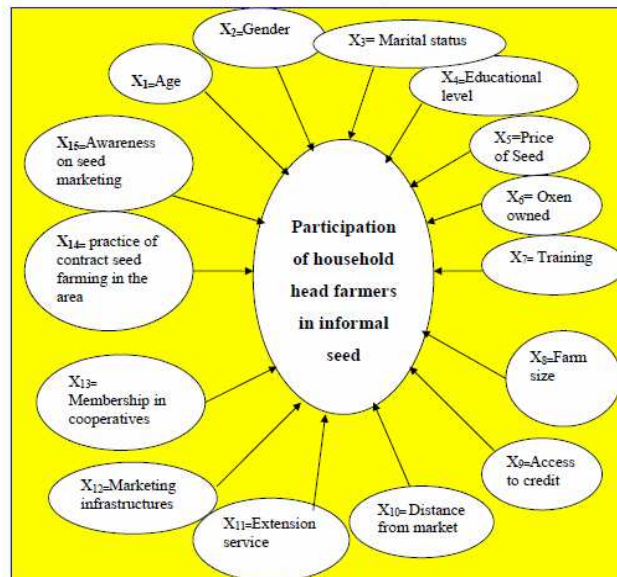 X1=Age
X2=Gender
X3= Marital status
X4=Educational
level
X5=Price
of Seed
X6= Oxen
owned
X7= Training
X8=Farm
size
X9=Access
to credit
X10= Distance
from market
X11=Extension
service
X12=Marketing
infrastructures
X13=
Membership in
cooperatives
X14= practice of
contract seed
farming in the
area
X15=Awareness
on seed
marketing
Participation
of household
head farmers
in informal
seed